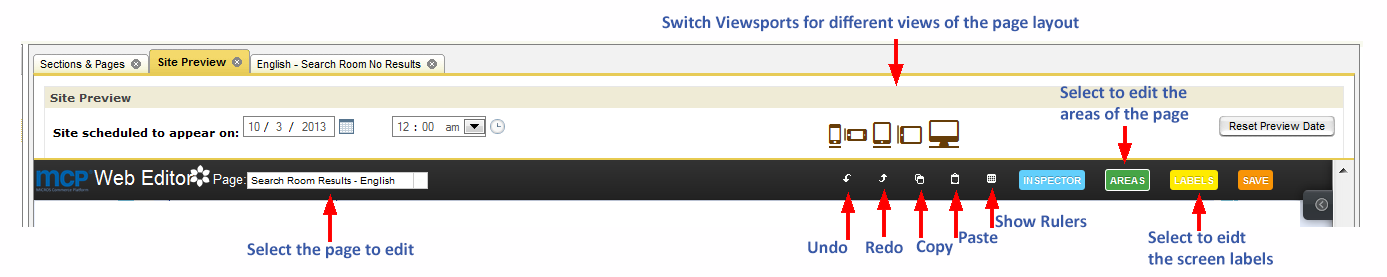 Switch Viewsports for different views of the page layout
Sections & Pages
Site Preview
English - Search Room No Results
Site Preview
Select to edit the
areas of the page
Site scheduled to appear on:
10 / 3 / 2013
12 : 00 am
Reset Preview Date
mcp Web Editor
Page:
Search Room Results - English
INSPECTOR
AREAS
LABELS
SAVE
Select the page to edit
Undo
Redo
Copy
Paste
Show Rulers
Select to eidt
the screen labels